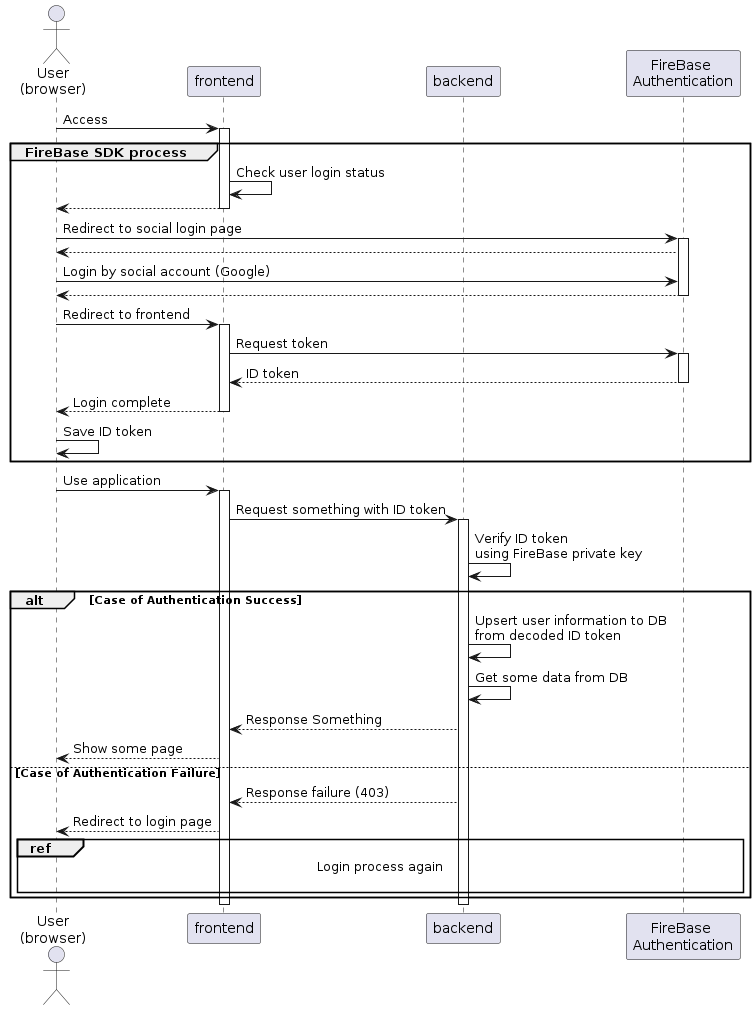 User
(browser)
frontend
backend
FireBase
Authentication
Access
FireBase SDK process
Check user login status
Redirect to social login page
Login by social account (Google)
Redirect to frontend
Request token
ID token
Login complete
Save ID token
Use application
Request something with ID token
Verify ID token
using FireBase private key
alt
[Case of Authentication Success]
Upsert user information to DB
from decoded ID token
Get some data from DB
Response Something
Show some page
[Case of Authentication Failure]
Response failure (403)
Redirect to login page
ref
Login process again
User
(browser)
frontend
backend
FireBase
Authentication